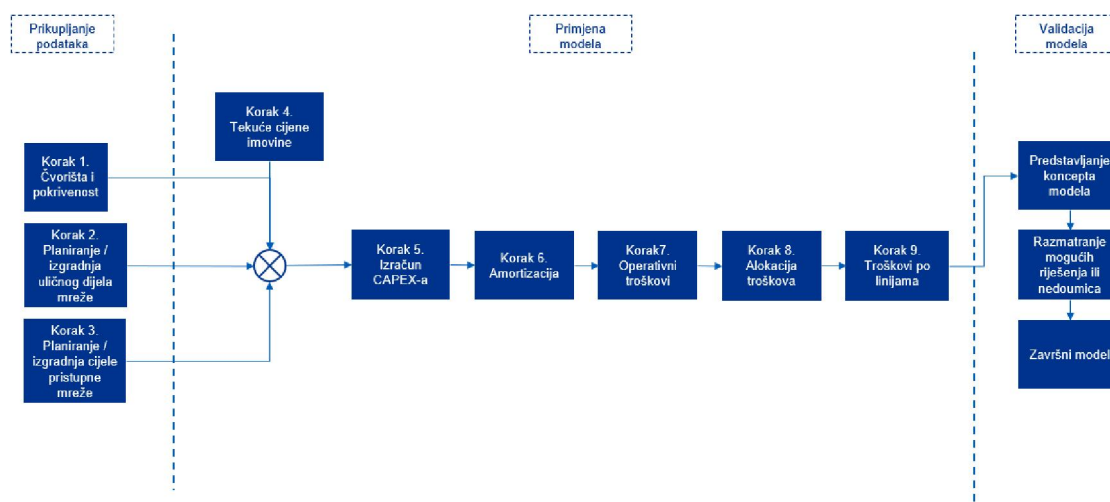 Prikupljanje
podataka
Primjena
modela
Validacija
modela
Korak 4.
Tekuće cijene
imovine
Korak 1.
Čvorišta i
pokrivenost
Korak 2.
Planiranje /
izgradnja
uličnog dijela
mreže
Korak 3.
Planiranje /
izgradnja cijele
pristupne
mreže
Korak 5.
Izračun
CAPEX-a
Korak 6.
Amortizacija
Korak7.
Operativni
troškovi
Korak 8.
Alokacija
troškova
Korak 9.
Troškovi po
linijama
Predstavljanje
koncepta
modela
Razmatranje
mogućih
riješenja ili
nedoumica
Završni model